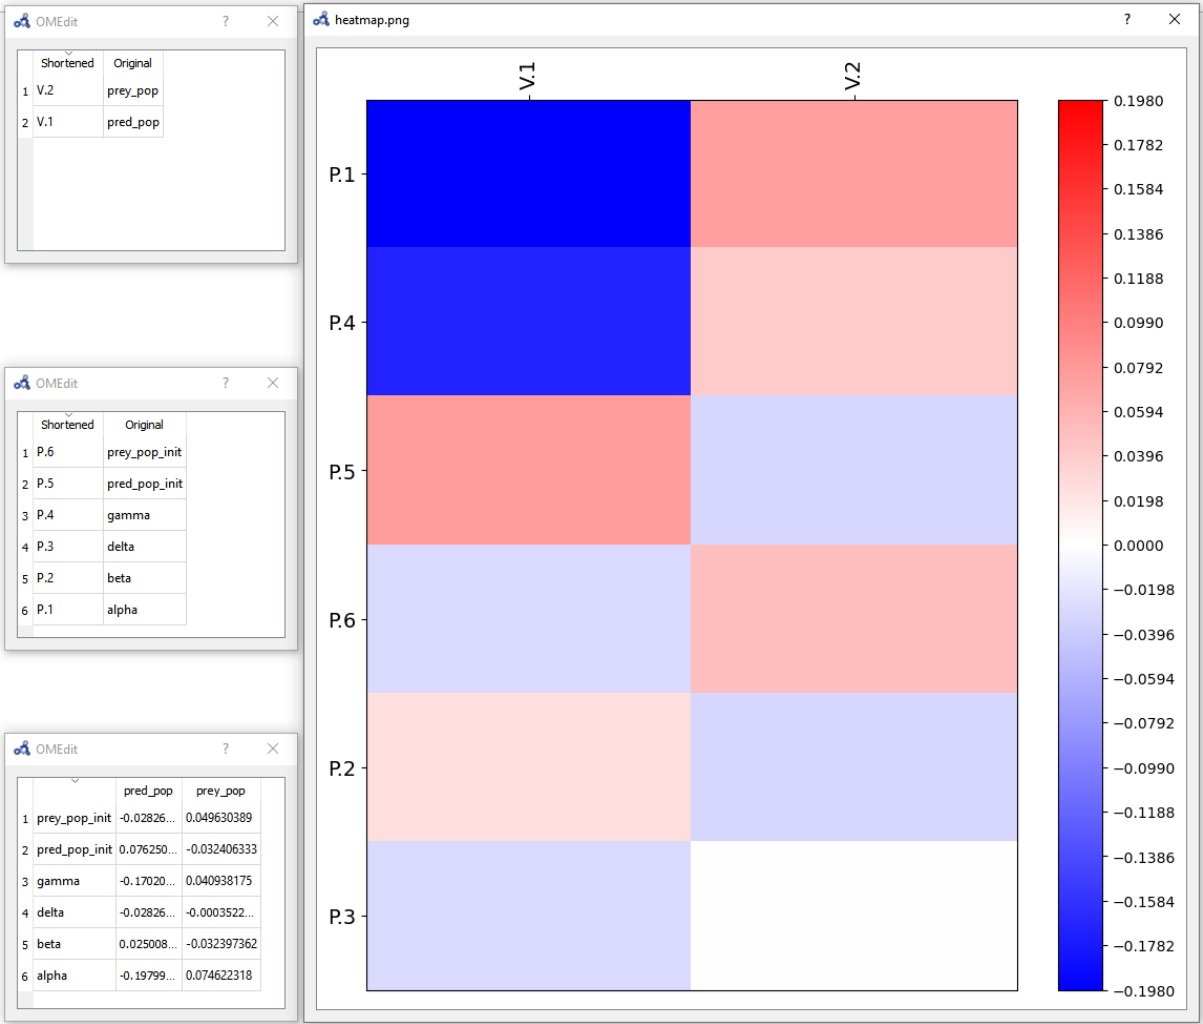 OMEdit ? ×
Shortened Original
1 V.2 prey_pop
2 V.1 pred_pop
OMEdit ? ×
Shortened Original
1 P.6 prey_pop_init
2 P.5 pred_pop_init
3 P.4 gamma
4 P.3 delta
5 P.2 beta
6 P.1 alpha
OMEdit ? ×
pred_pop prey_pop
1 prey_pop_init -0.02826... 0.049630389
2 pred_pop_init 0.076250... -0.032406333
3 gamma -0.17020... 0.040938175
4 delta -0.02826... -0.0003522...
5 beta 0.025008... -0.032397362
6 alpha -0.19799... 0.074622318
heatmap.png ? ×
V.1 V.2
P.1
P.4
P.5
P.6
P.2
P.3
0.1980
0.1782
0.1584
0.1386
0.1188
0.0990
0.0792
0.0594
0.0396
0.0198
0.0000
−0.0198
−0.0396
−0.0594
−0.0792
−0.0990
−0.1188
−0.1386
−0.1584
−0.1782
−0.1980